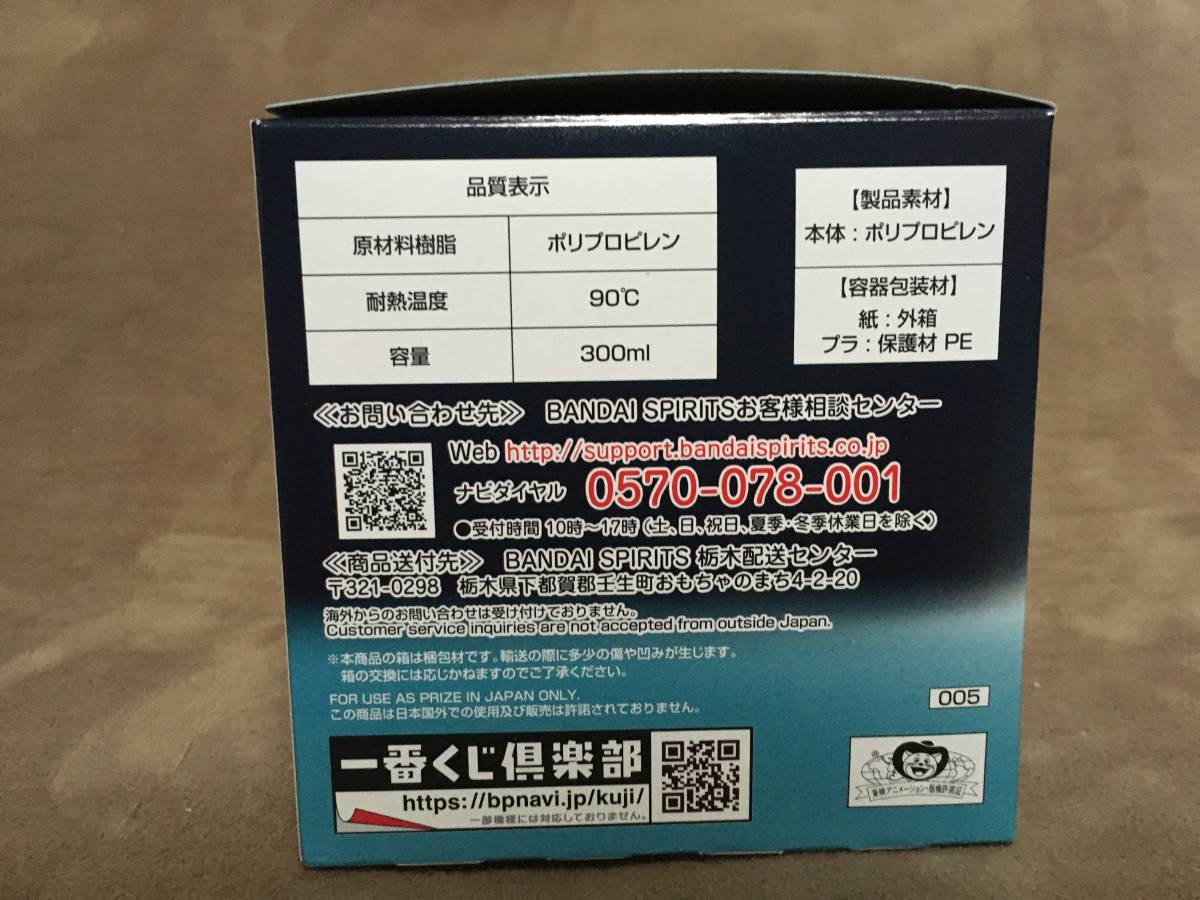 品質表示
原材料樹脂 ポリプロピレン
耐熱温度 90℃
容量 300ml
【製品素材】
本体:ポリプロピレン
【容器包装材】
紙:外箱
プラ:保護材 PE
≪お問い合わせ先≫ BANDAI SPIRITSお客様相談センター
Web http://support.bandaispirits.co.jp
ナビダイヤル 0570-078-001
●受付時間 10時~17時(土、日、祝日、夏季・冬季休業日を除く)
≪商品送付先≫ BANDAI SPIRITS 栃木配送センター
〒321-0298 栃木県下都賀郡壬生町おもちゃのまち4-2-20
海外からのお問い合わせは受け付けておりません。
Customer service inquiries are not accepted from outside Japan.
※本商品の箱は梱包材です。輸送の際に多少の傷や凹みが生じます。
箱の交換には応じかねますのでご了承ください。
FOR USE AS PRIZE IN JAPAN ONLY.
この商品は日本国外での使用及び販売は許諾されておりません。
005
一番くじ倶楽部
https://bpnavi.jp/kuji/
一部機種には対応しておりません。
東映アニメーション・版権許諾証